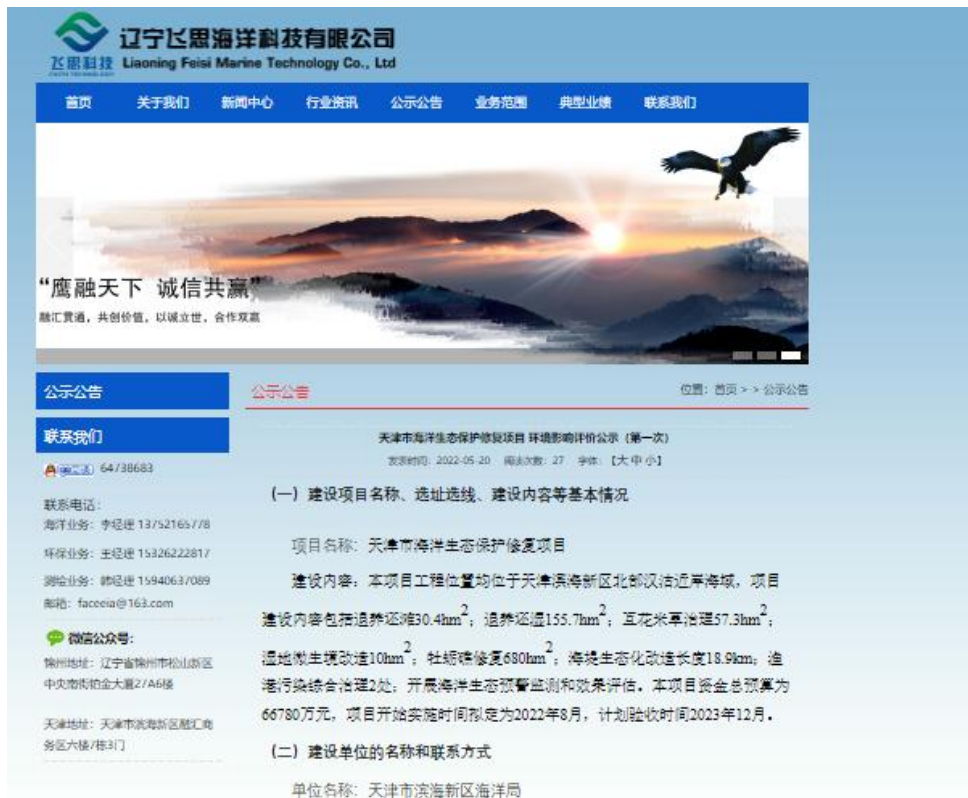 辽宁飞思海洋科技有限公司
飞思科技 Liaoning Feisi Marine Technology Co., Ltd
首页 关于我们 新闻中心 行业资讯 公示公告 业务范围 典型业绩 联系我们
“鹰融天下 诚信共赢”
融汇贯通，共创价值，以诚立世，合作双赢
公示公告
公示公告
位置：首页 > > 公示公告
联系我们
64738683
联系电话：
海洋业务：李经理 13752165778
环保业务：王经理 15326222817
测绘业务：韩经理 15940637089
邮箱：faceeia@163.com
微信公众号:
锦州地址：辽宁省锦州市松山新区
中央南街铂金大厦27A6楼
天津地址：天津市滨海新区融汇商
务区六楼7栋3门
天津市海洋生态保护修复项目 环境影响评价公示（第一次）
发表时间：2022-05-20 阅读次数：27 字体：【大 中 小】
（一）建设项目名称、选址选线、建设内容等基本情况
项目名称：天津市海洋生态保护修复项目
建设内容：本项目工程位置均位于天津滨海新区北部汉沽近岸海域，项目
建设内容包括退养还滩30.4hm²；退养还湿155.7hm²；互花米草治理57.3hm²；
湿地微生境改造10hm²；牡蛎礁修复680hm²；海堤生态化改造长度18.9km；渔
港污染综合治理2处；开展海洋生态预警监测和效果评估。本项目资金总预算为
66780万元，项目开始实施时间拟定为2022年8月，计划验收时间2023年12月。
（二）建设单位的名称和联系方式
单位名称：天津市滨海新区海洋局